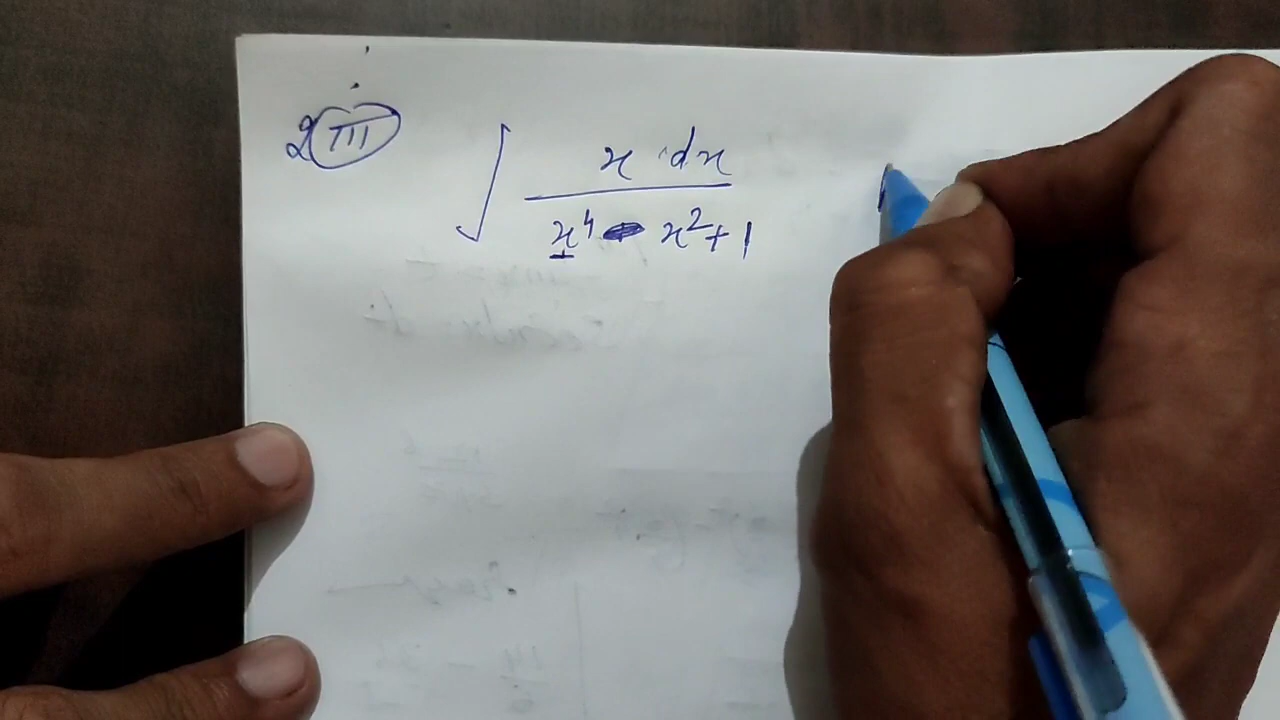 2(III) ∫ x dx / x⁴ - x² + 1